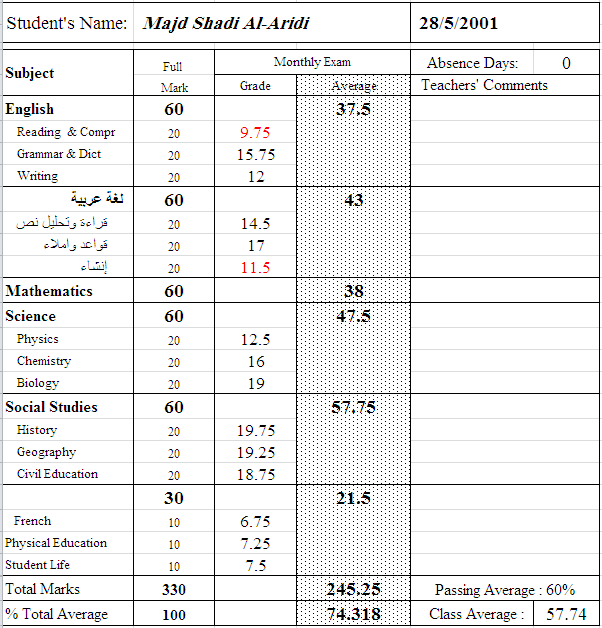 Student's Name: Majd Shadi Al-Aridi 28/5/2001
Subject Full Mark Monthly Exam Absence Days: 0
Grade Average Teachers' Comments
English 60 37.5
Reading & Compr 20 9.75
Grammar & Dict 20 15.75
Writing 20 12
لغة عربية 60 43
قراءة وتحليل نص 20 14.5
قواعد واملاء 20 17
إنشاء 20 11.5
Mathematics 60 38
Science 60 47.5
Physics 20 12.5
Chemistry 20 16
Biology 20 19
Social Studies 60 57.75
History 20 19.75
Geography 20 19.25
Civil Education 20 18.75
30 21.5
French 10 6.75
Physical Education 10 7.25
Student Life 10 7.5
Total Marks 330 245.25 Passing Average : 60%
% Total Average 100 74.318 Class Average : 57.74